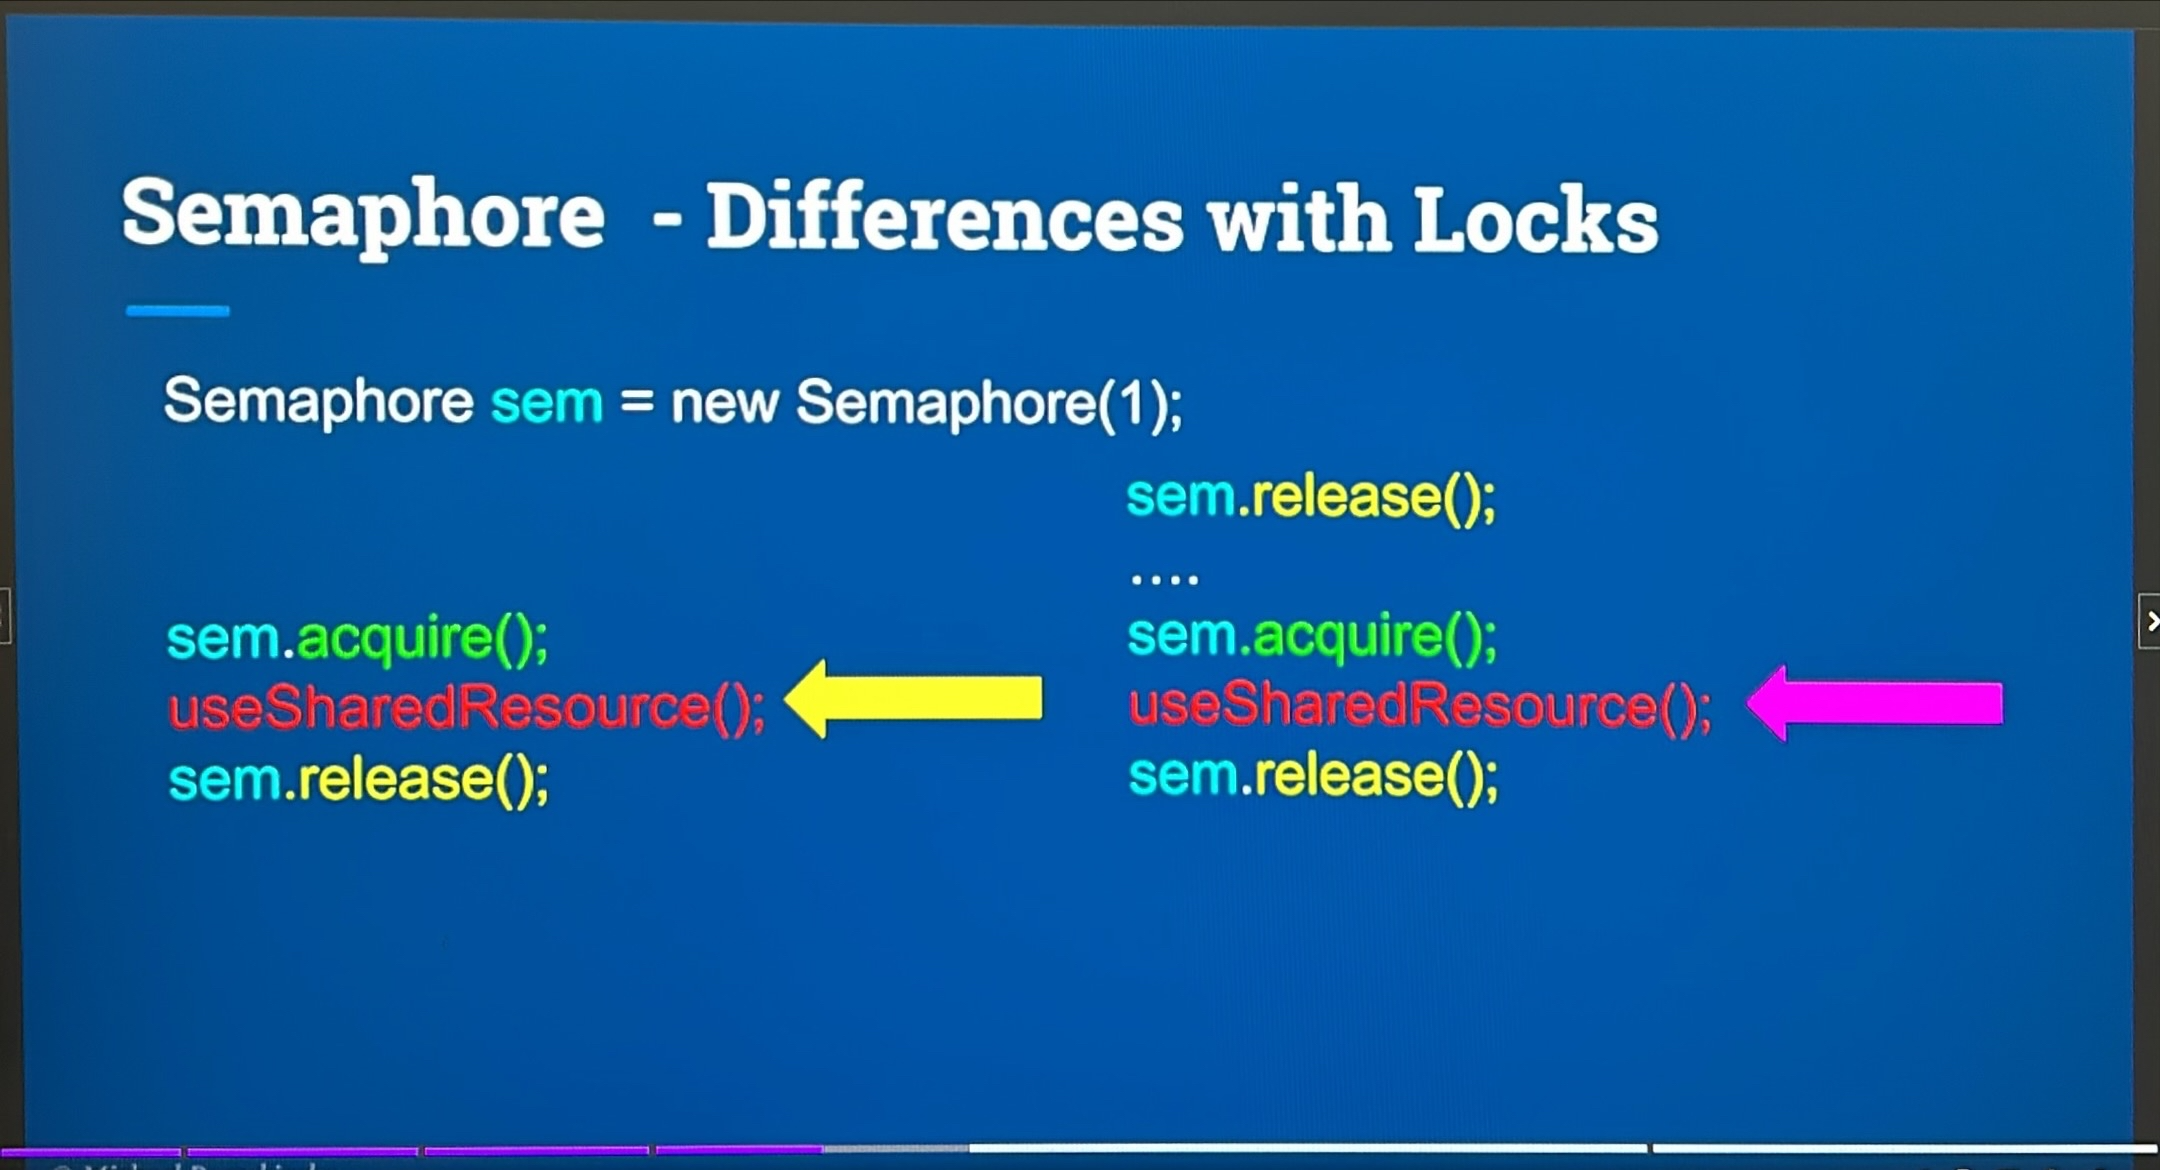 Semaphore - Differences with Locks
Semaphore sem = new Semaphore(1);
sem.acquire();
useSharedResource();
sem.release();
sem.release();
....
sem.acquire();
useSharedResource();
sem.release();